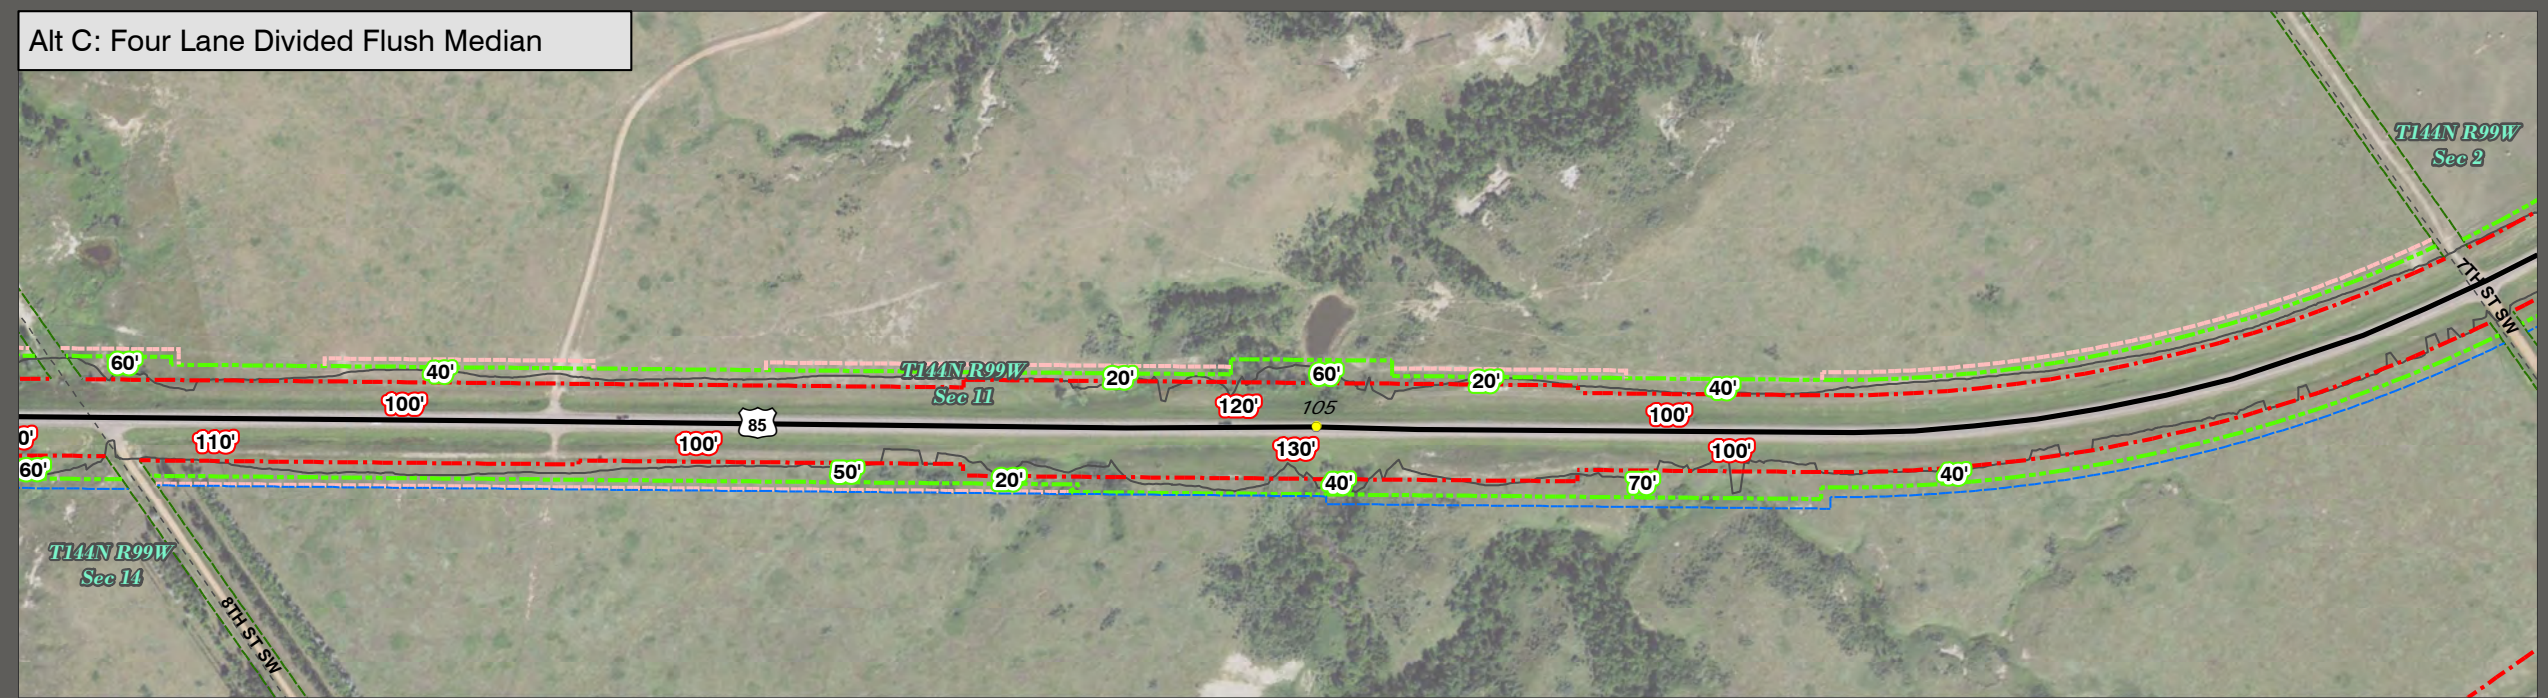 Alt C: Four Lane Divided Flush Median
T144N R99W
Sec 2
7TH ST SW
60'
40'
T144N R99W
Sec 11
20'
60'
20'
40'
100'
120'
105
100'
85
0'
110'
100'
130'
100'
60'
50'
20'
40'
70'
40'
T144N R99W
Sec 14
8TH ST SW